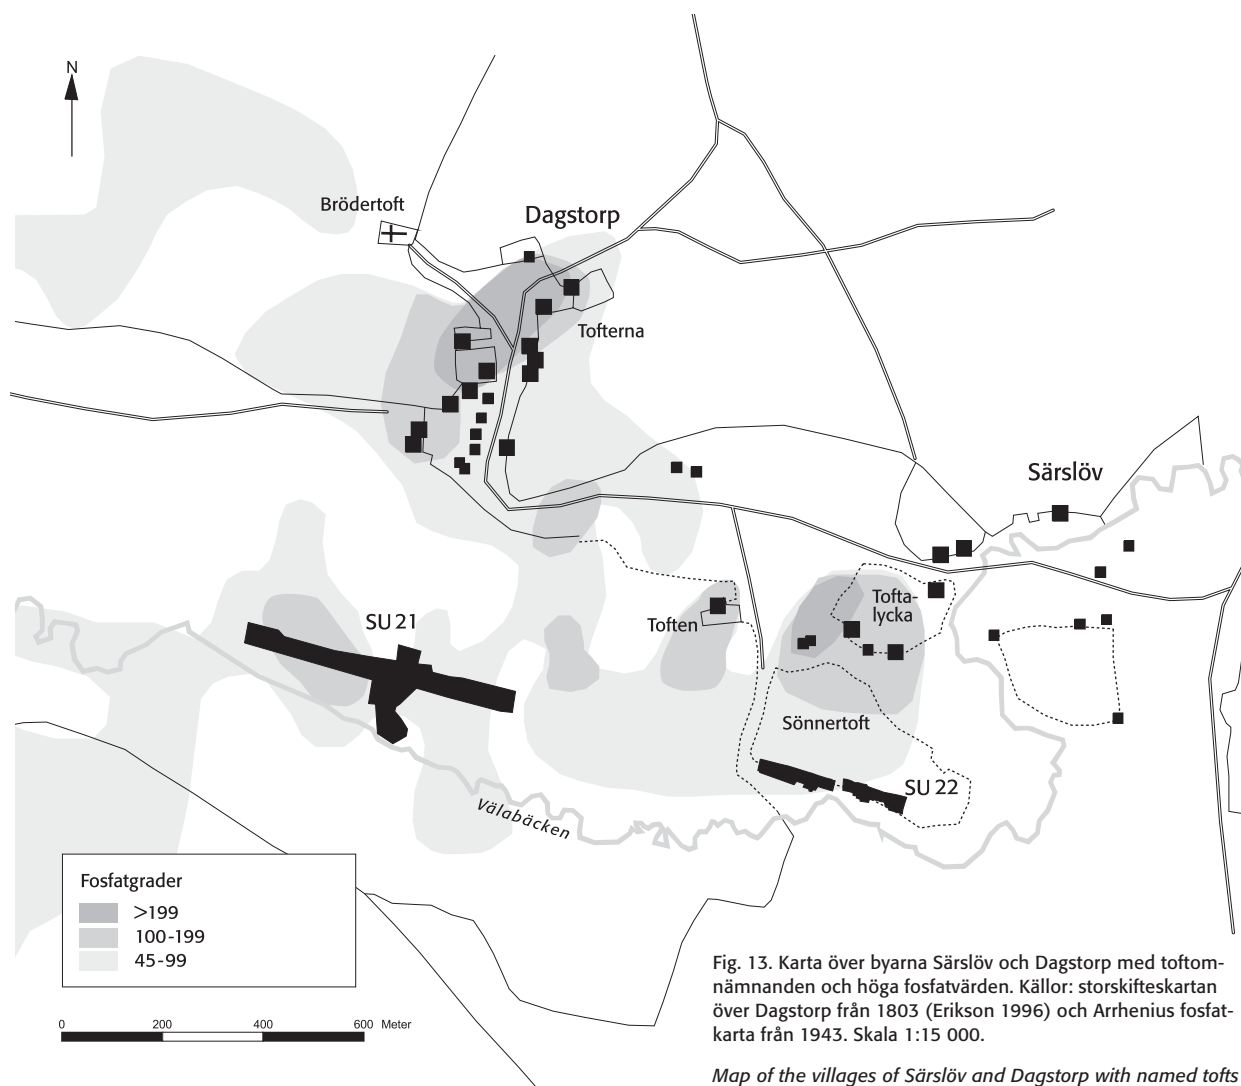 N
Brödertoft
Dagstorp
Tofterna
Särslöv
Tofta-
lycka
SU 21
Toften
Sönnertoft
SU 22
Välabäcken
Fosfatgrader
>199
100-199
45-99
0 200 400 600 Meter
Fig. 13. Karta över byarna Särslöv och Dagstorp med toftom-
nämnanden och höga fosfatvärden. Källor: storskifteskartan
över Dagstorp från 1803 (Erikson 1996) och Arrhenius fosfat-
karta från 1943. Skala 1:15 000.
Map of the villages of Särslöv and Dagstorp with named tofts